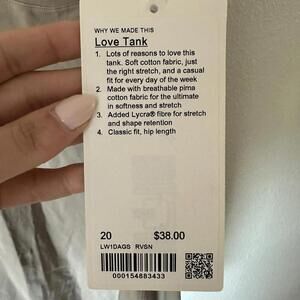 WHY WE MADE THIS
Love Tank
1. Lots of reasons to love this
tank. Soft cotton fabric, just
the right stretch, and a casual
fit for every day of the week
2. Made with breathable pima
cotton fabric for the ultimate
in softness and stretch
3. Added Lycra® fibre for stretch
and shape retention
4. Classic fit, hip length
20 $38.00
LW1DAGS RVSN
000154883433